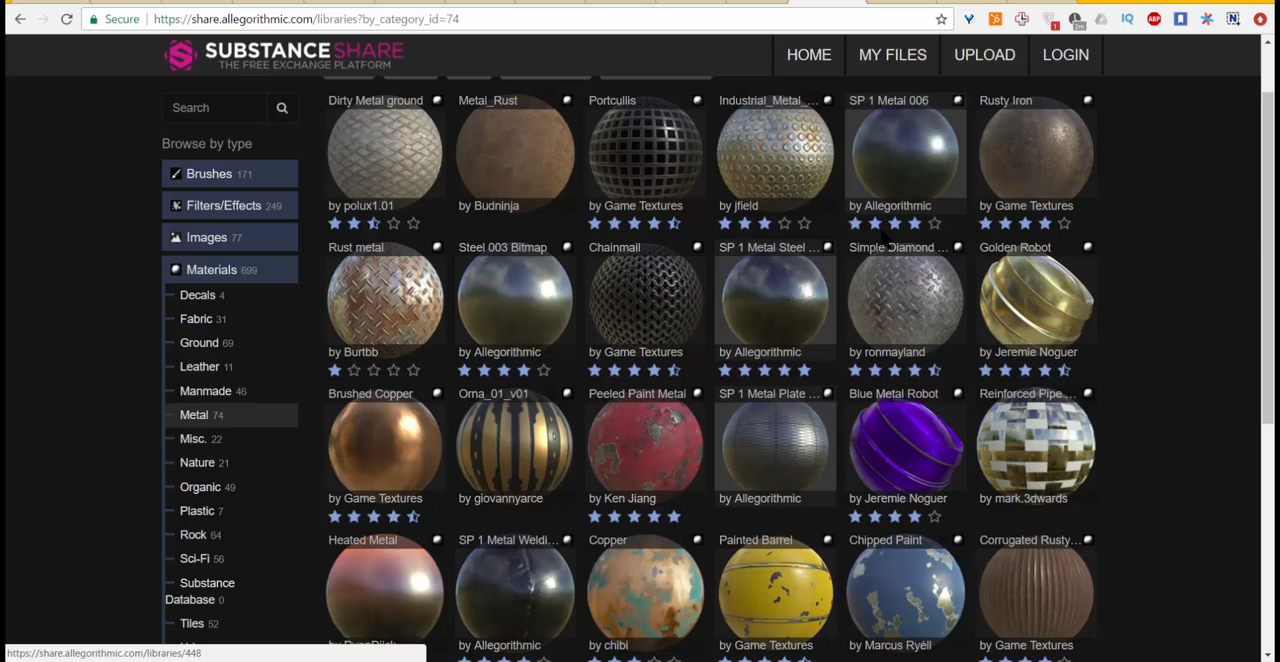 Secure
https://share.allegorithmic.com/libraries?by_category_id=74
IQ
ABP
1
2m
N
SUBSTANCE SHARE
THE FREE EXCHANGE PLATFORM
HOME
MY FILES
UPLOAD
LOGIN
Search
Browse by type
Brushes 171
Filters/Effects 249
Images 77
Materials 699
Decals 4
Fabric 31
Ground 69
Leather 11
Manmade 46
Metal 74
Misc. 22
Nature 21
Organic 49
Plastic 7
Rock 64
Sci-Fi 56
Substance
Database 0
Tiles 52
Dirty Metal ground
by polux1.01
Metal_Rust
by Budninja
Portcullis
by Game Textures
Industrial_Metal_...
by jfield
SP 1 Metal 006
by Allegorithmic
Rusty Iron
by Game Textures
Rust metal
by Burtbb
Steel 003 Bitmap
by Allegorithmic
Chainmail
by Game Textures
SP 1 Metal Steel ...
by Allegorithmic
Simple Diamond ...
by ronmayland
Golden Robot
by Jeremie Noguer
Brushed Copper
by Game Textures
Orna_01_v01
by giovannyarce
Peeled Paint Metal
by Ken Jiang
SP 1 Metal Plate ...
by Allegorithmic
Blue Metal Robot
by Jeremie Noguer
Reinforced Pipe ...
by mark.3dwards
Heated Metal
SP 1 Metal Weldi...
by Allegorithmic
Copper
by chibi
Painted Barrel
by Game Textures
Chipped Paint
by Marcus Ryéll
Corrugated Rusty...
by Game Textures
https://share.allegorithmic.com/libraries/448